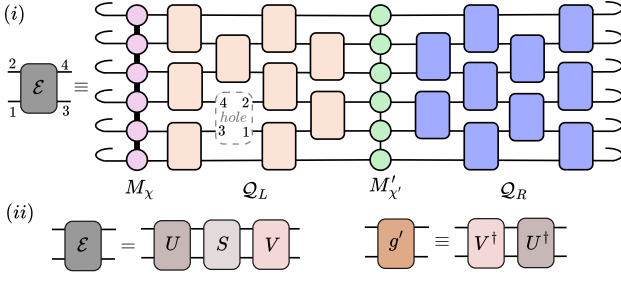 (i)
2 4
ℰ ≡
1 3
4 2
hole
3 1
M_χ 𝒬_L M'_χ' 𝒬_R
(ii)
ℰ = U S V g' ≡ V† U†